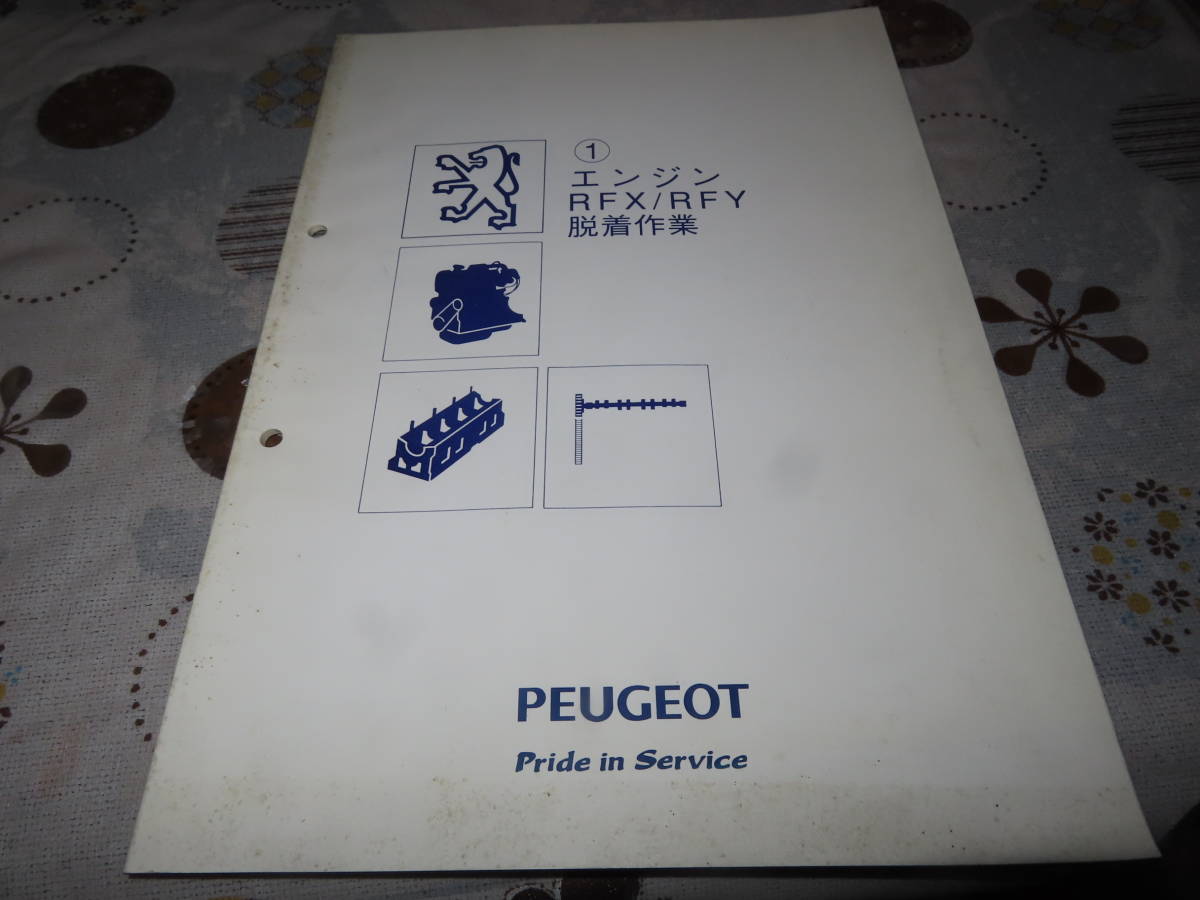 ①
エンジン
RFX/RFY
脱着作業
PEUGEOT
Pride in Service